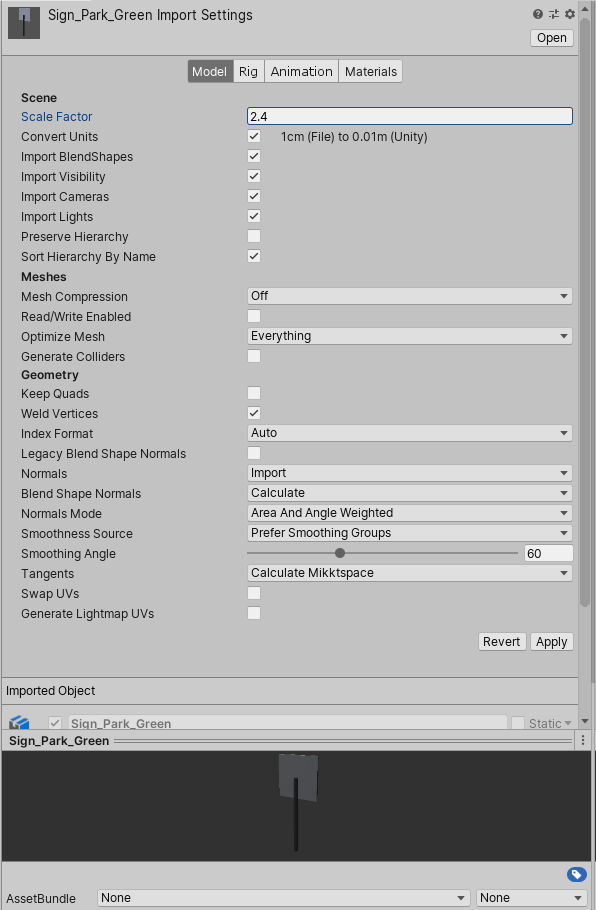 Sign_Park_Green Import Settings
Open
Model Rig Animation Materials
Scene
Scale Factor 2.4
Convert Units 1cm (File) to 0.01m (Unity)
Import BlendShapes
Import Visibility
Import Cameras
Import Lights
Preserve Hierarchy
Sort Hierarchy By Name
Meshes
Mesh Compression Off
Read/Write Enabled
Optimize Mesh Everything
Generate Colliders
Geometry
Keep Quads
Weld Vertices
Index Format Auto
Legacy Blend Shape Normals
Normals Import
Blend Shape Normals Calculate
Normals Mode Area And Angle Weighted
Smoothness Source Prefer Smoothing Groups
Smoothing Angle 60
Tangents Calculate Mikktspace
Swap UVs
Generate Lightmap UVs
Revert Apply
Imported Object
Sign_Park_Green Static
Sign_Park_Green
AssetBundle None None